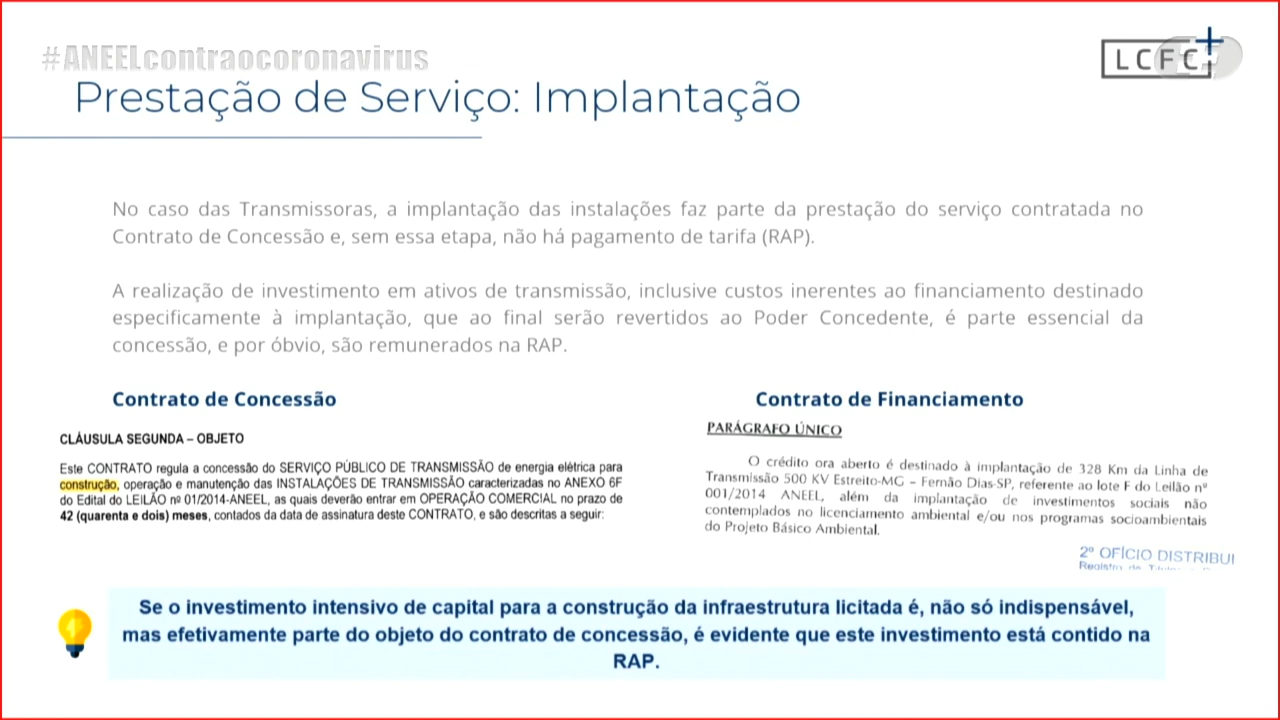 #ANEELcontraocoronavirus
LCFC+
Prestação de Serviço: Implantação
No caso das Transmissoras, a implantação das instalações faz parte da prestação do serviço contratada no
Contrato de Concessão e, sem essa etapa, não há pagamento de tarifa (RAP).
A realização de investimento em ativos de transmissão, inclusive custos inerentes ao financiamento destinado
especificamente à implantação, que ao final serão revertidos ao Poder Concedente, é parte essencial da
concessão, e por óbvio, são remunerados na RAP.
Contrato de Concessão
CLÁUSULA SEGUNDA – OBJETO
Este CONTRATO regula a concessão do SERVIÇO PÚBLICO DE TRANSMISSÃO de energia elétrica para
construção, operação e manutenção das INSTALAÇÕES DE TRANSMISSÃO caracterizadas no ANEXO 6F
do Edital do LEILÃO nº 01/2014-ANEEL, as quais deverão entrar em OPERAÇÃO COMERCIAL no prazo de
42 (quarenta e dois) meses, contados da data de assinatura deste CONTRATO, e são descritas a seguir:
Contrato de Financiamento
PARÁGRAFO ÚNICO
O crédito ora aberto é destinado à implantação de 328 Km da Linha de
Transmissão 500 KV Estreito-MG – Fernão Dias-SP, referente ao lote F do Leilão nº
001/2014 ANEEL, além da implantação de investimentos sociais não
contemplados no licenciamento ambiental e/ou nos programas socioambientais
do Projeto Básico Ambiental.
2º OFÍCIO DISTRIBUI
Se o investimento intensivo de capital para a construção da infraestrutura licitada é, não só indispensável,
mas efetivamente parte do objeto do contrato de concessão, é evidente que este investimento está contido na
RAP.